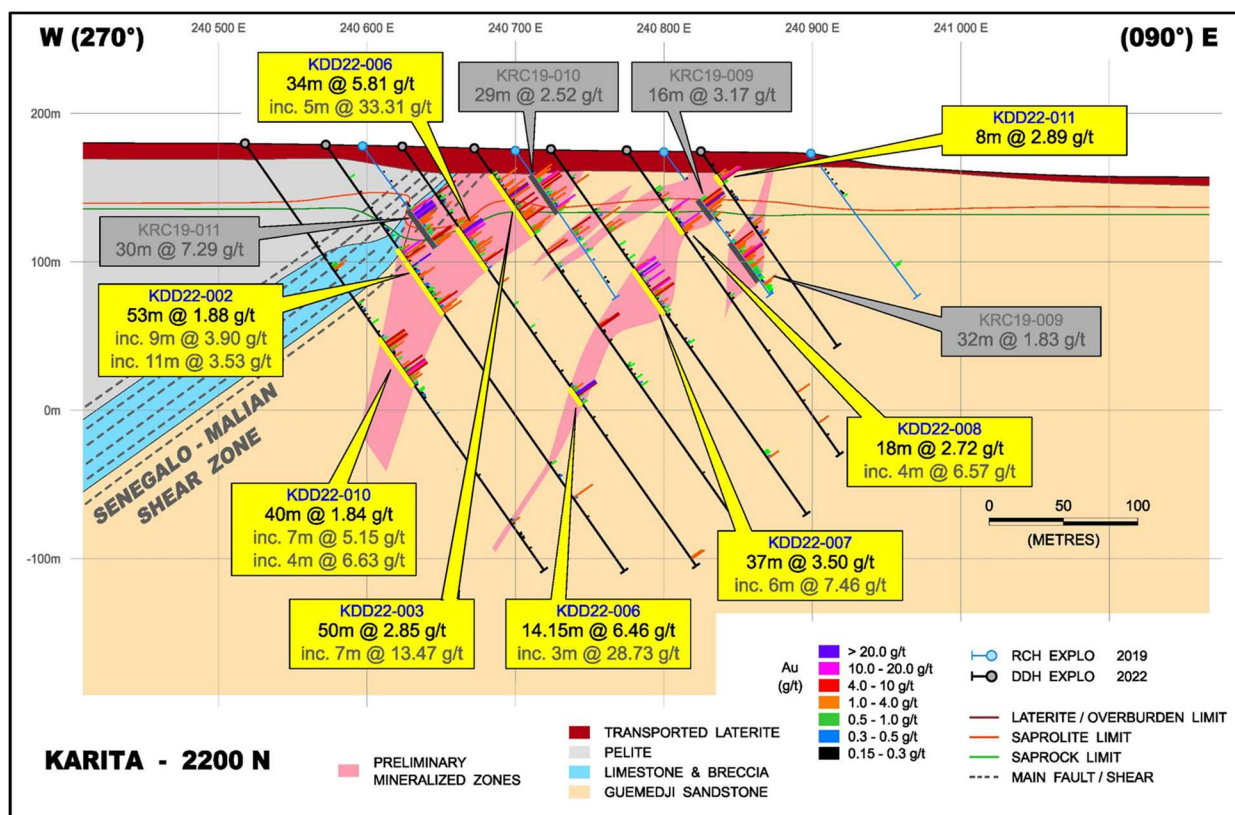 W (270°)
240 500
240 600
240 700
240 800
240 900
241 000
(090°) E
KDD22-006
34m @ 5.81 g/t
inc. 5m @ 33.31 g/t
KRC19-010
29m @ 2.52 g/t
KRC19-009
16m @ 3.17 g/t
KDD22-011
8m @ 2.89 g/t
200m
100m
0m
-100m
KRC19-011
30m @ 7.29 g/t
KDD22-002
53m @ 1.88 g/t
inc. 9m @ 3.90 g/t
inc. 11m @ 3.53 g/t
KRC19-009
32m @ 1.83 g/t
SENEGALO - MALIAN
SHEAR ZONE
KDD22-008
18m @ 2.72 g/t
inc. 4m @ 6.57 g/t
KDD22-010
40m @ 1.84 g/t
inc. 7m @ 5.15 g/t
inc. 4m @ 6.63 g/t
0 50 100
(METRES)
KDD22-007
37m @ 3.50 g/t
inc. 6m @ 7.46 g/t
KDD22-003
50m @ 2.85 g/t
inc. 7m @ 13.47 g/t
KDD22-006
14.15m @ 6.46 g/t
inc. 3m @ 28.73 g/t
Au
(g/t)
> 20.0 g/t
10.0 - 20.0 g/t
4.0 - 10 g/t
1.0 - 4.0 g/t
0.5 - 1.0 g/t
0.3 - 0.5 g/t
0.15 - 0.3 g/t
RCH EXPLO 2019
DDH EXPLO 2022
LATERITE / OVERBURDEN LIMIT
SAPROLITE LIMIT
SAPROCK LIMIT
MAIN FAULT / SHEAR
KARITA - 2200 N
PRELIMINARY
MINERALIZED ZONES
TRANSPORTED LATERITE
PELITE
LIMESTONE & BRECCIA
GUEMEDJI SANDSTONE